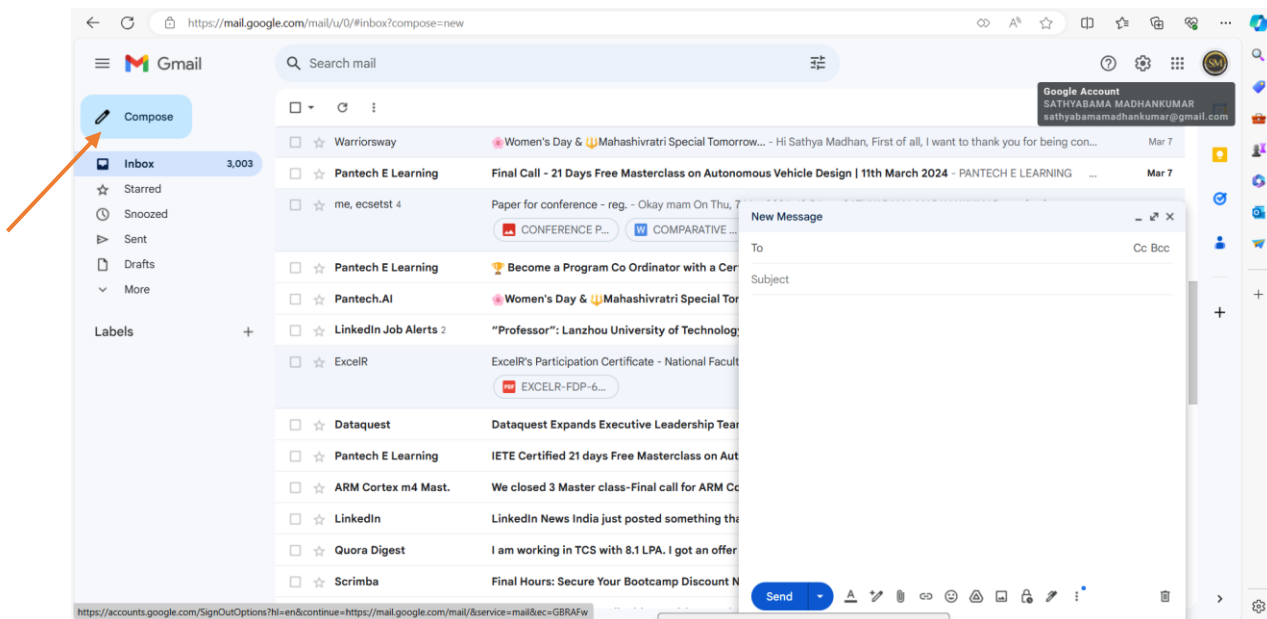 https://mail.google.com/mail/u/0/#inbox?compose=new
Gmail
Search mail
SM
Google Account
SATHYABAMA MADHANKUMAR
sathyabamamadhankumar@gmail.com
Compose
Inbox 3,003
Starred
Snoozed
Sent
Drafts
More
Labels
Warriorsway 🌸Women's Day & 🔱Mahashivratri Special Tomorrow... - Hi Sathya Madhan, First of all, I want to thank you for being con... Mar 7
Pantech E Learning Final Call - 21 Days Free Masterclass on Autonomous Vehicle Design | 11th March 2024 - PANTECH E LEARNING ... Mar 7
me, ecsetst 4 Paper for conference - reg. - Okay mam On Thu, 7
CONFERENCE P... W COMPARATIVE ...
Pantech E Learning 🏆 Become a Program Co Ordinator with a Cer
Pantech.AI 🌸Women's Day & 🔱Mahashivratri Special Tor
LinkedIn Job Alerts 2 "Professor": Lanzhou University of Technology
ExcelR ExcelR's Participation Certificate - National Facult
PDF EXCELR-FDP-6...
Dataquest Dataquest Expands Executive Leadership Tear
Pantech E Learning IETE Certified 21 days Free Masterclass on Aut
ARM Cortex m4 Mast. We closed 3 Master class-Final call for ARM Co
LinkedIn LinkedIn News India just posted something tha
Quora Digest I am working in TCS with 8.1 LPA. I got an offer
Scrimba Final Hours: Secure Your Bootcamp Discount N
New Message
To Cc Bcc
Subject
Send
https://accounts.google.com/SignOutOptions?hl=en&continue=https://mail.google.com/mail/&service=mail&ec=GBRAFw